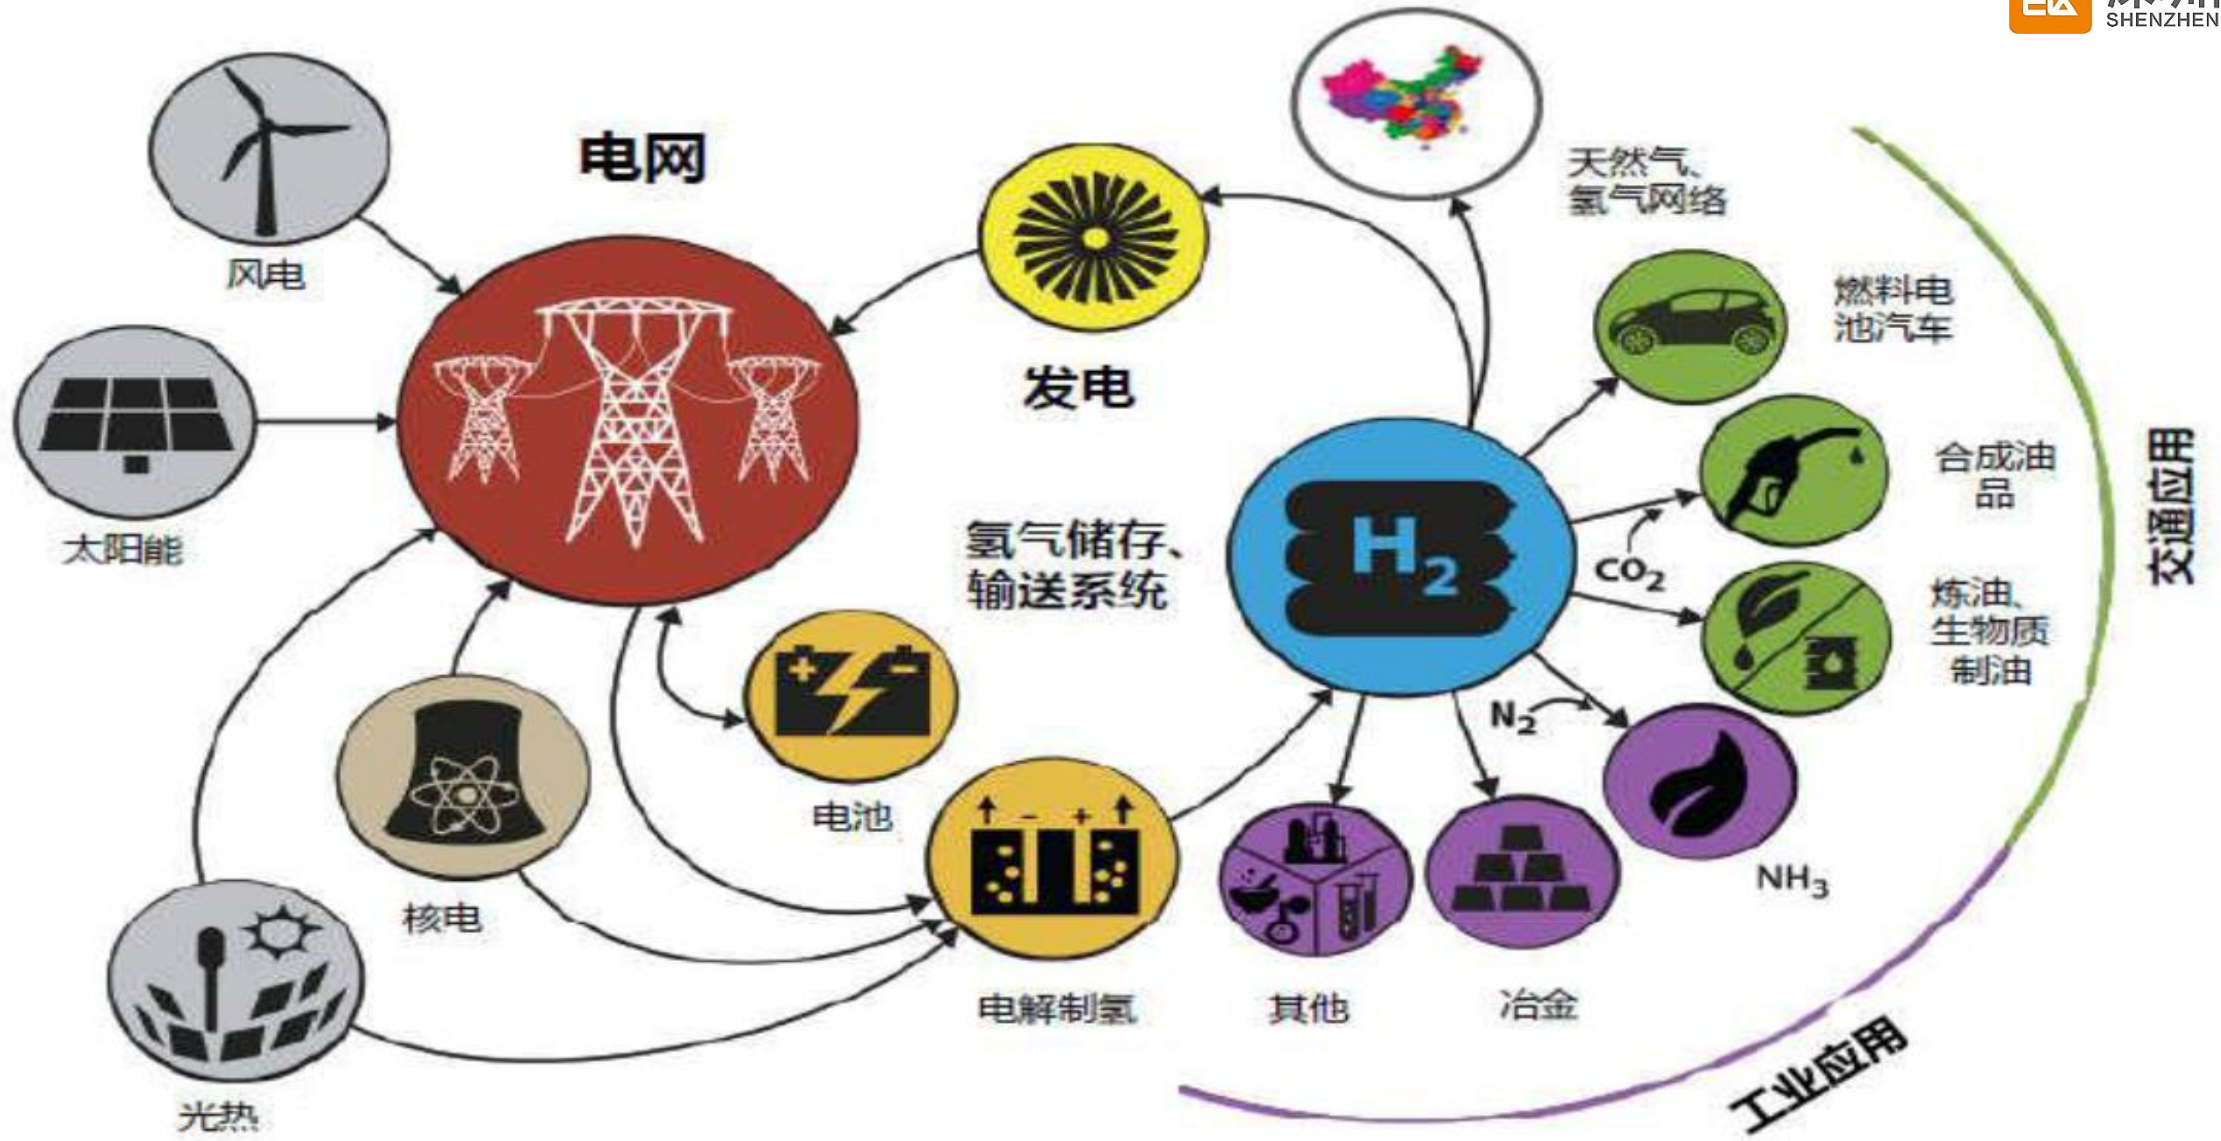 SHENZHEN
电网
天然气、
氢气网络
风电
燃料电
池汽车
发电
合成油
品
交通应用
太阳能
氢气储存、
输送系统
H2
CO2
炼油、
生物质
制油
N2
电池
+ -
- +
NH3
核电
电解制氢
其他
冶金
工业应用
光热